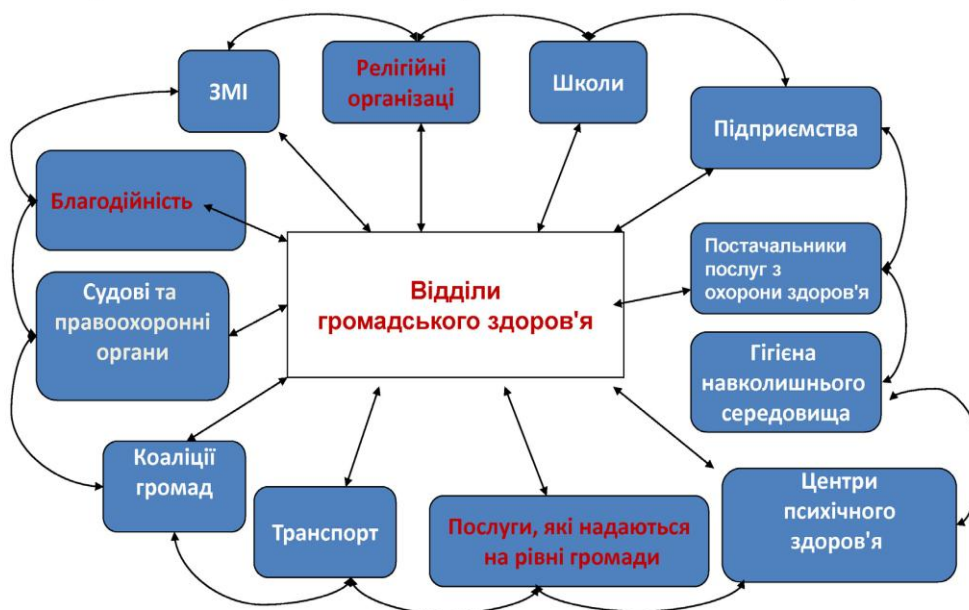 ЗМІ
Релігійні
організаці
Школи
Підприємства
Благодійність
Постачальники
послуг з
охорони здоров'я
Відділи
громадського здоров'я
Судові та
правоохоронні
органи
Гігієна
навколишнього
середовища
Коаліції
громад
Транспорт
Послуги, які надаються
на рівні громади
Центри
психічного
здоров'я